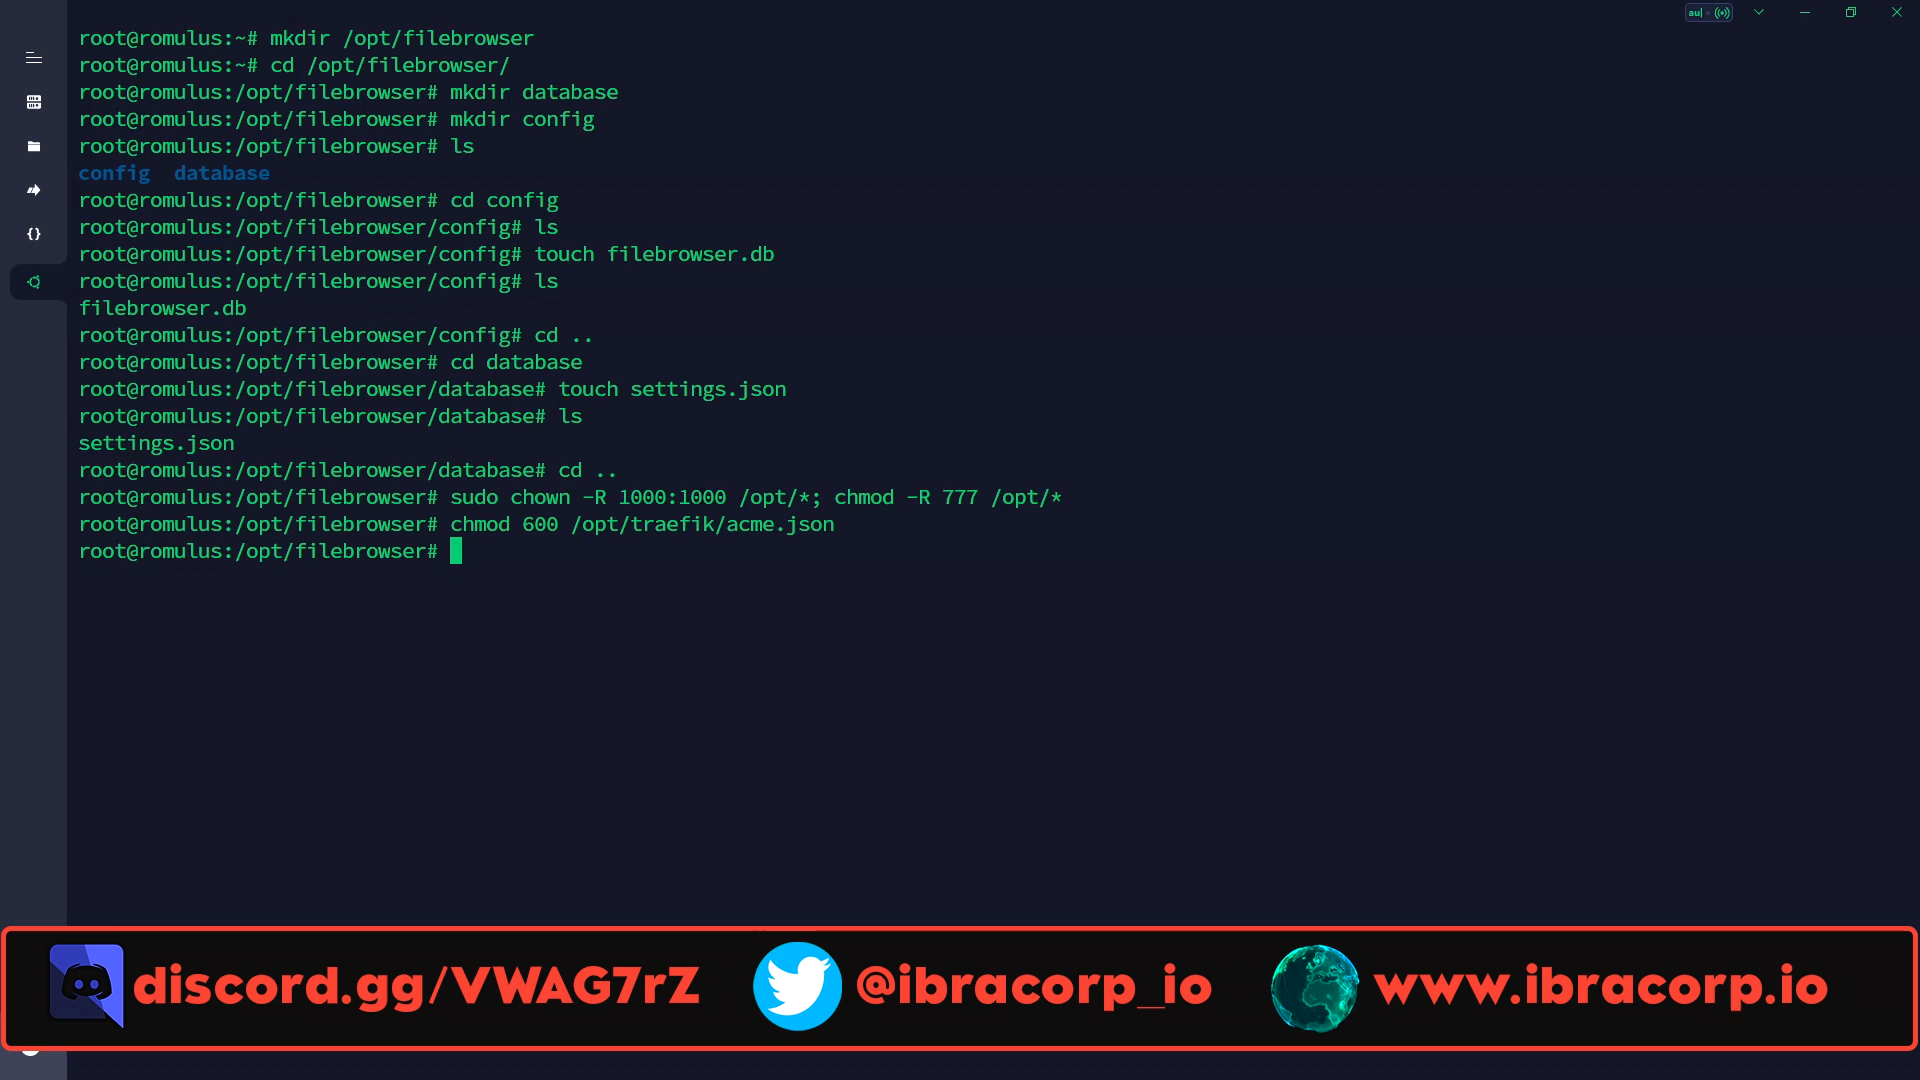 aul
root@romulus:~# mkdir /opt/filebrowser
root@romulus:~# cd /opt/filebrowser/
root@romulus:/opt/filebrowser# mkdir database
root@romulus:/opt/filebrowser# mkdir config
root@romulus:/opt/filebrowser# ls
config  database
root@romulus:/opt/filebrowser# cd config
root@romulus:/opt/filebrowser/config# ls
root@romulus:/opt/filebrowser/config# touch filebrowser.db
root@romulus:/opt/filebrowser/config# ls
filebrowser.db
root@romulus:/opt/filebrowser/config# cd ..
root@romulus:/opt/filebrowser# cd database
root@romulus:/opt/filebrowser/database# touch settings.json
root@romulus:/opt/filebrowser/database# ls
settings.json
root@romulus:/opt/filebrowser/database# cd ..
root@romulus:/opt/filebrowser# sudo chown -R 1000:1000 /opt/*; chmod -R 777 /opt/*
root@romulus:/opt/filebrowser# chmod 600 /opt/traefik/acme.json
root@romulus:/opt/filebrowser#
discord.gg/VWAG7rZ @ibracorp_io www.ibracorp.io